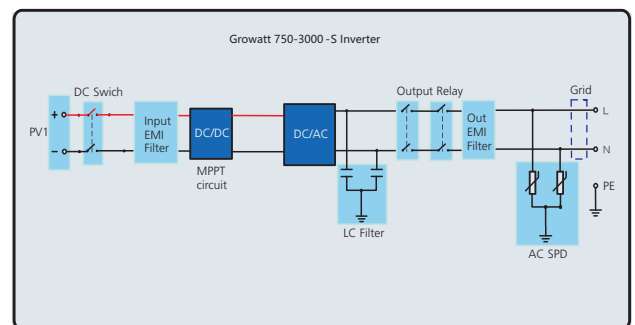 Growatt 750-3000 -S Inverter
DC Swich
Output Relay
Grid
+
PV1
-
Input
EMI
Filter
DC/DC
MPPT
circuit
DC/AC
LC Filter
Out
EMI
Filter
L
N
PE
AC SPD